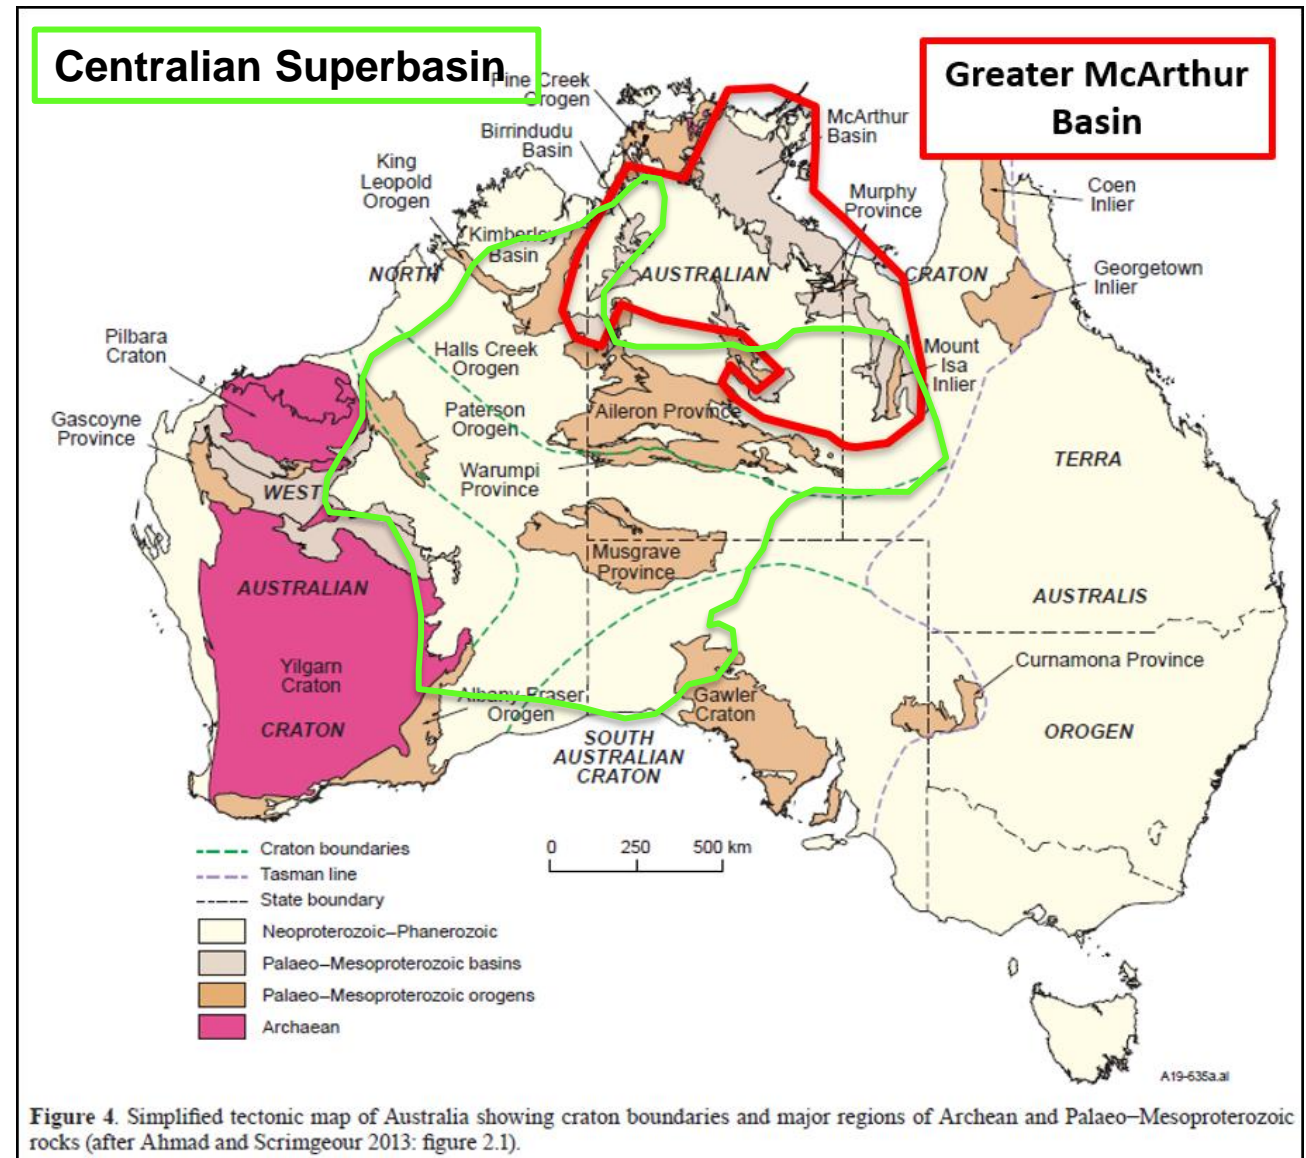 Centralian Superbasin
Greater McArthur
Basin
Pine Creek
Orogen
McArthur
Basin
Birrindudu
Basin
King
Leopold
Orogen
Murphy
Province
Coen
Inlier
Kimberley
Basin
NORTH
AUSTRALIAN
CRATON
Georgetown
Inlier
Pilbara
Craton
Halls Creek
Orogen
Mount
Isa
Inlier
Gascoyne
Province
Paterson
Orogen
Aileron Province
Warumpi
Province
TERRA
WEST
Musgrave
Province
AUSTRALIAN
AUSTRALIS
Yilgarn
Craton
Curnamona Province
Albany Fraser
Orogen
Gawler
Craton
CRATON
OROGEN
SOUTH
AUSTRALIAN
CRATON
0 250 500 km
Craton boundaries
Tasman line
State boundary
Neoproterozoic–Phanerozoic
Palaeo–Mesoproterozoic basins
Palaeo–Mesoproterozoic orogens
Archaean
A19-635a.ai
Figure 4. Simplified tectonic map of Australia showing craton boundaries and major regions of Archean and Palaeo–Mesoproterozoic
rocks (after Ahmad and Scrimgeour 2013: figure 2.1).